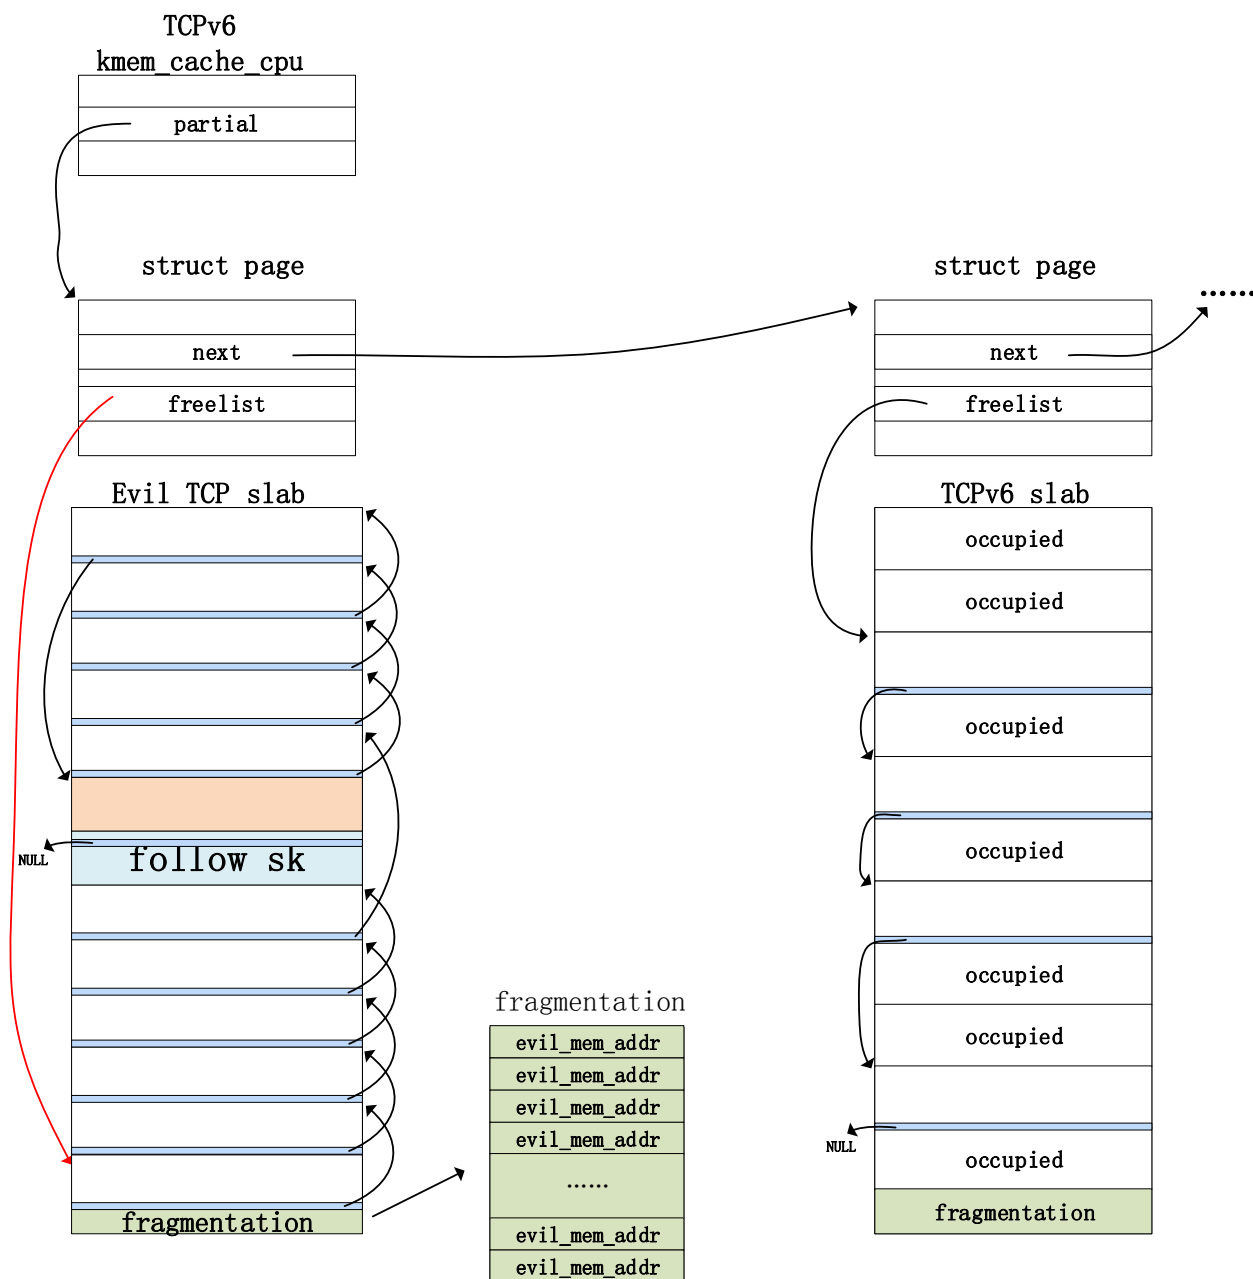 TCPv6
kmem_cache_cpu
partial
struct page
next
freelist
struct page
next
freelist
......
Evil TCP slab
NULL
follow sk
fragmentation
fragmentation
evil_mem_addr
evil_mem_addr
evil_mem_addr
evil_mem_addr
......
evil_mem_addr
evil_mem_addr
TCPv6 slab
occupied
occupied
occupied
occupied
occupied
occupied
NULL
occupied
fragmentation